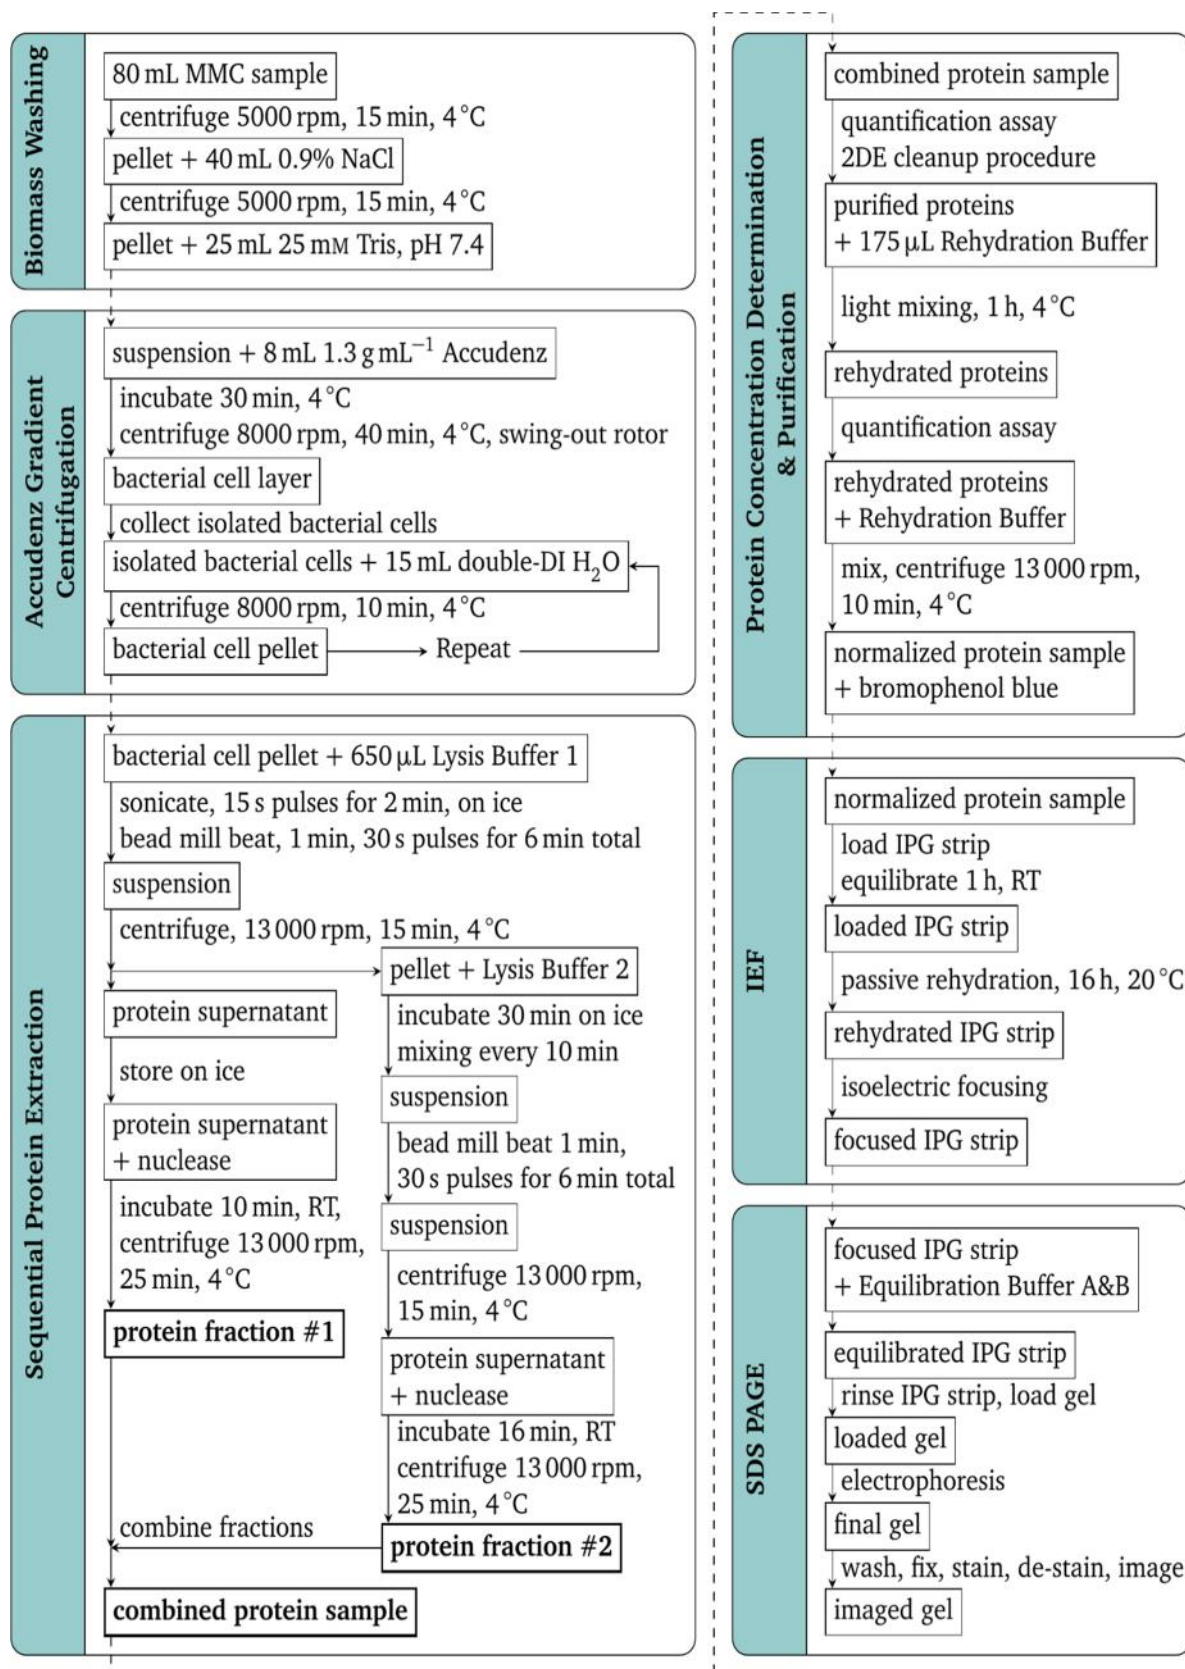 Biomass Washing
80 mL MMC sample
centrifuge 5000 rpm, 15 min, 4 °C
pellet + 40 mL 0.9% NaCl
centrifuge 5000 rpm, 15 min, 4 °C
pellet + 25 mL 25 mM Tris, pH 7.4
Accudenz Gradient
Centrifugation
suspension + 8 mL 1.3 g mL⁻¹ Accudenz
incubate 30 min, 4 °C
centrifuge 8000 rpm, 40 min, 4 °C, swing-out rotor
bacterial cell layer
collect isolated bacterial cells
isolated bacterial cells + 15 mL double-DI H₂O
centrifuge 8000 rpm, 10 min, 4 °C
bacterial cell pellet
Repeat
Sequential Protein Extraction
bacterial cell pellet + 650 µL Lysis Buffer 1
sonicate, 15 s pulses for 2 min, on ice
bead mill beat, 1 min, 30 s pulses for 6 min total
suspension
centrifuge, 13 000 rpm, 15 min, 4 °C
protein supernatant
store on ice
protein supernatant
+ nuclease
incubate 10 min, RT,
centrifuge 13 000 rpm,
25 min, 4 °C
protein fraction #1
pellet + Lysis Buffer 2
incubate 30 min on ice
mixing every 10 min
suspension
bead mill beat 1 min,
30 s pulses for 6 min total
suspension
centrifuge 13 000 rpm,
15 min, 4 °C
protein supernatant
+ nuclease
incubate 16 min, RT
centrifuge 13 000 rpm,
25 min, 4 °C
protein fraction #2
combine fractions
combined protein sample
Protein Concentration Determination
& Purification
combined protein sample
quantification assay
2DE cleanup procedure
purified proteins
+ 175 µL Rehydration Buffer
light mixing, 1 h, 4 °C
rehydrated proteins
quantification assay
rehydrated proteins
+ Rehydration Buffer
mix, centrifuge 13 000 rpm,
10 min, 4 °C
normalized protein sample
+ bromophenol blue
IEF
normalized protein sample
load IPG strip
equilibrate 1 h, RT
loaded IPG strip
passive rehydration, 16 h, 20 °C
rehydrated IPG strip
isoelectric focusing
focused IPG strip
SDS PAGE
focused IPG strip
+ Equilibration Buffer A&B
equilibrated IPG strip
rinse IPG strip, load gel
loaded gel
electrophoresis
final gel
wash, fix, stain, de-stain, image
imaged gel